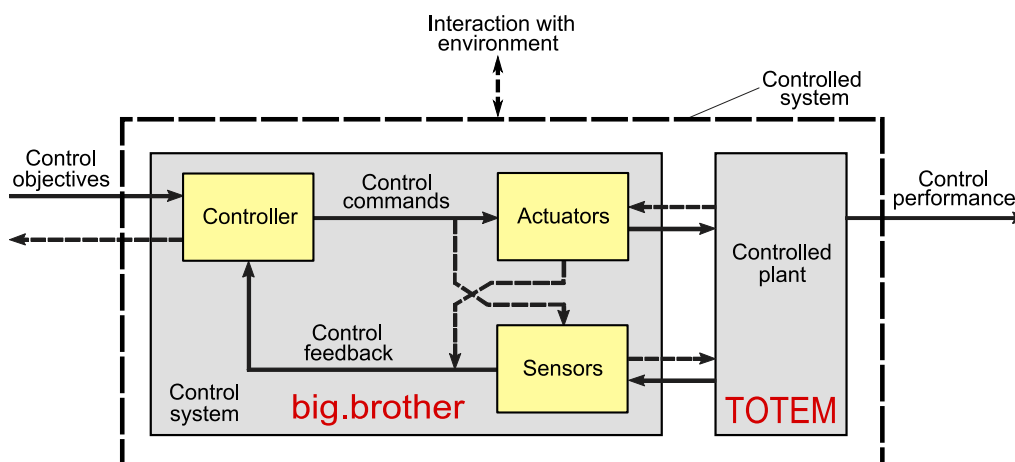 Interaction with
environment
Controlled
system
Control
objectives
Controller
Control
commands
Actuators
Controlled
plant
Control
performance
Control
feedback
Sensors
Control
system
big.brother
TOTEM